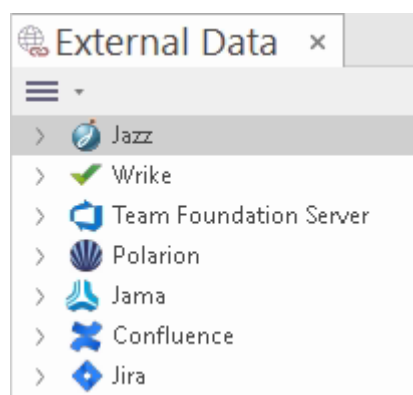 External Data ×
Jazz
Wrike
Team Foundation Server
Polarion
Jama
Confluence
Jira